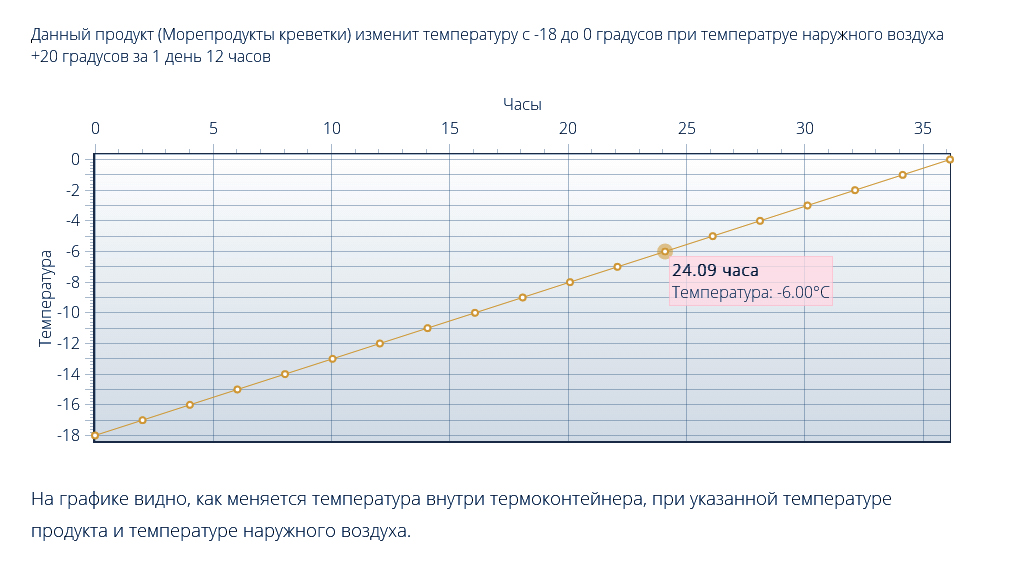 Данный продукт (Морепродукты креветки) изменит температуру с -18 до 0 градусов при температруе наружного воздуха
+20 градусов за 1 день 12 часов
Часы
0 5 10 15 20 25 30 35
0
-2
-4
-6
-8
-10
-12
-14
-16
-18
Температура
24.09 часа
Температура: -6.00°C
На графике видно, как меняется температура внутри термоконтейнера, при указанной температуре
продукта и температуре наружного воздуха.